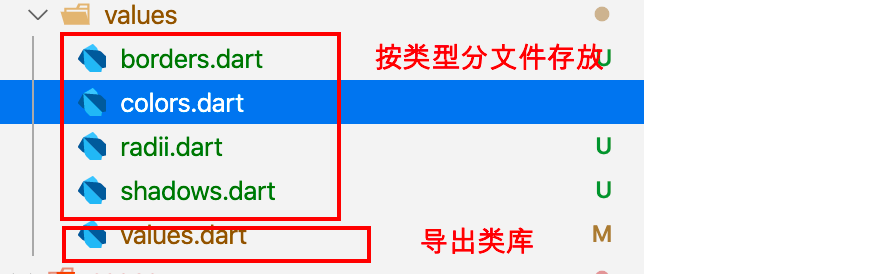 values
borders.dart 按类型分文件存放 U
colors.dart
radii.dart U
shadows.dart U
values.dart 导出类库 M